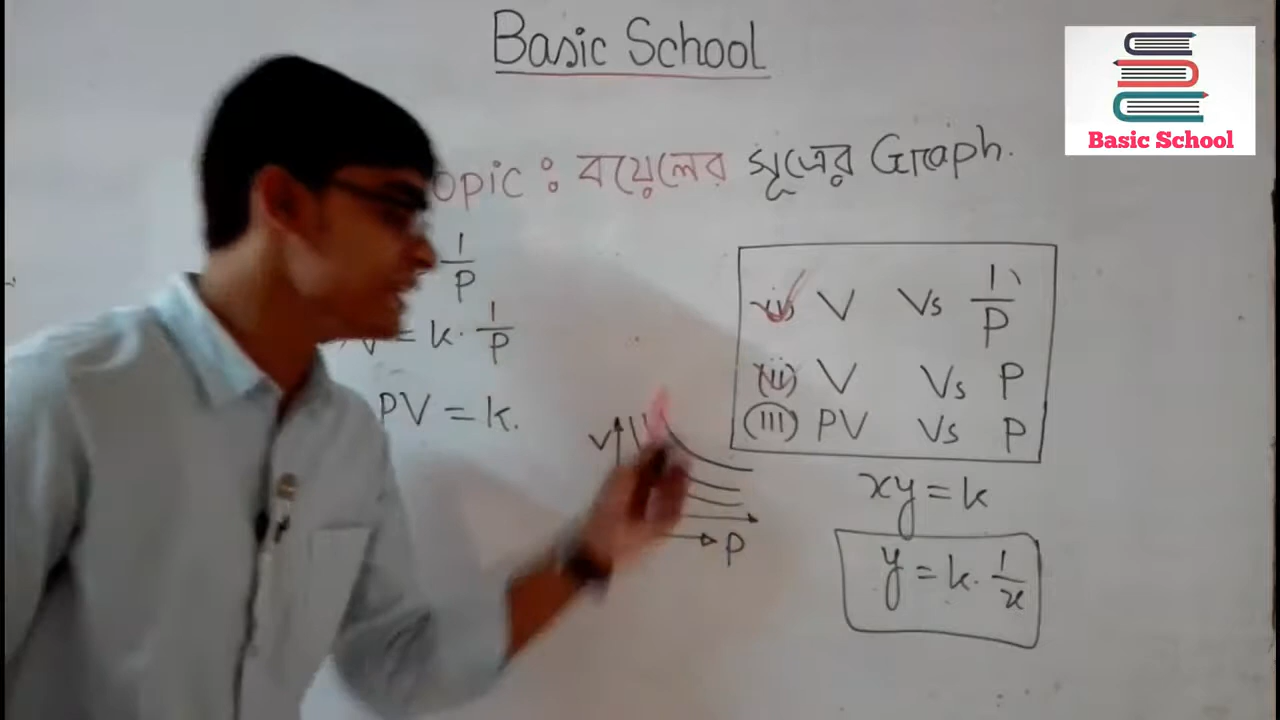 Basic School
Basic School
opic : বয়েলের সূত্রের Graph.
1/P
V = k · 1/P
PV = k.
(i) V Vs 1/P
(ii) V Vs P
(III) PV Vs P
V
P
xy = k
y = k · 1/x